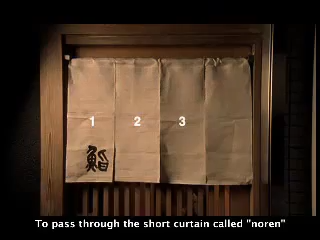 1 2 3
鮨
To pass through the short curtain called "noren"